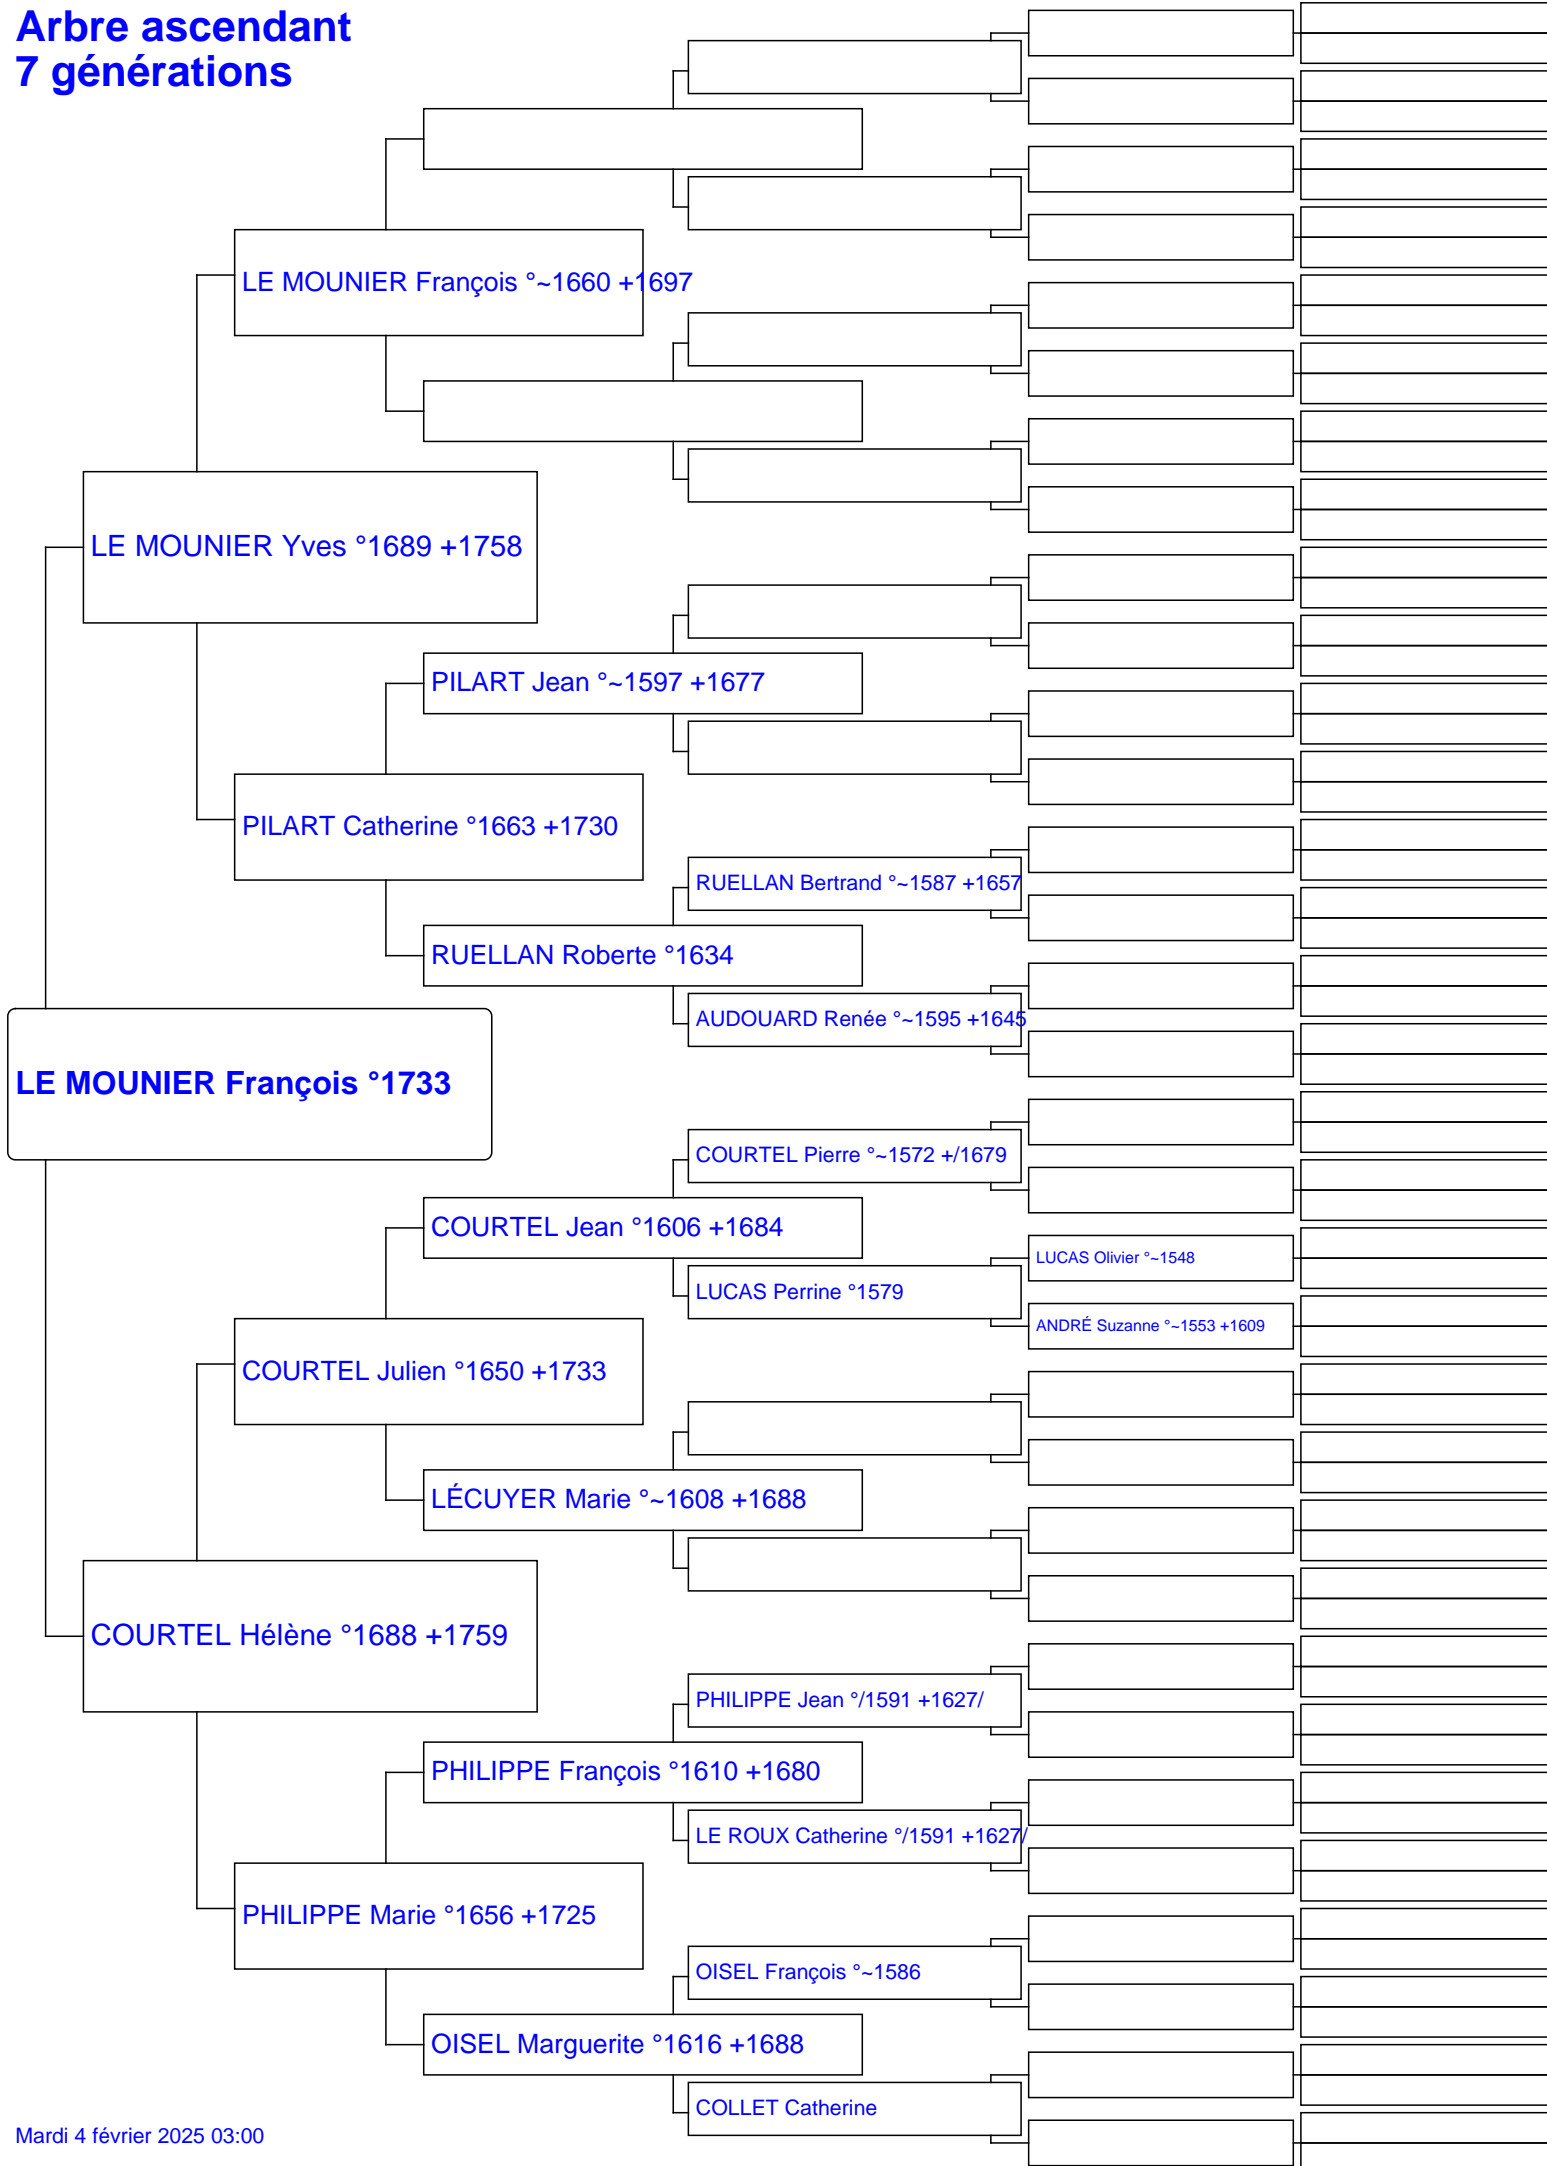 Arbre ascendant
7 générations
LE MOUNIER François °~1660 +1697
LE MOUNIER Yves °1689 +1758
PILART Jean °~1597 +1677
PILART Catherine °1663 +1730
RUELLAN Bertrand °~1587 +1657
RUELLAN Roberte °1634
AUDOUARD Renée °~1595 +1645
LE MOUNIER François °1733
COURTEL Pierre °~1572 +/1679
COURTEL Jean °1606 +1684
LUCAS Olivier °~1548
LUCAS Perrine °1579
ANDRÉ Suzanne °~1553 +1609
COURTEL Julien °1650 +1733
LÉCUYER Marie °~1608 +1688
COURTEL Hélène °1688 +1759
PHILIPPE Jean °/1591 +1627/
PHILIPPE François °1610 +1680
LE ROUX Catherine °/1591 +1627/
PHILIPPE Marie °1656 +1725
OISEL François °~1586
OISEL Marguerite °1616 +1688
COLLET Catherine
Mardi 4 février 2025 03:00